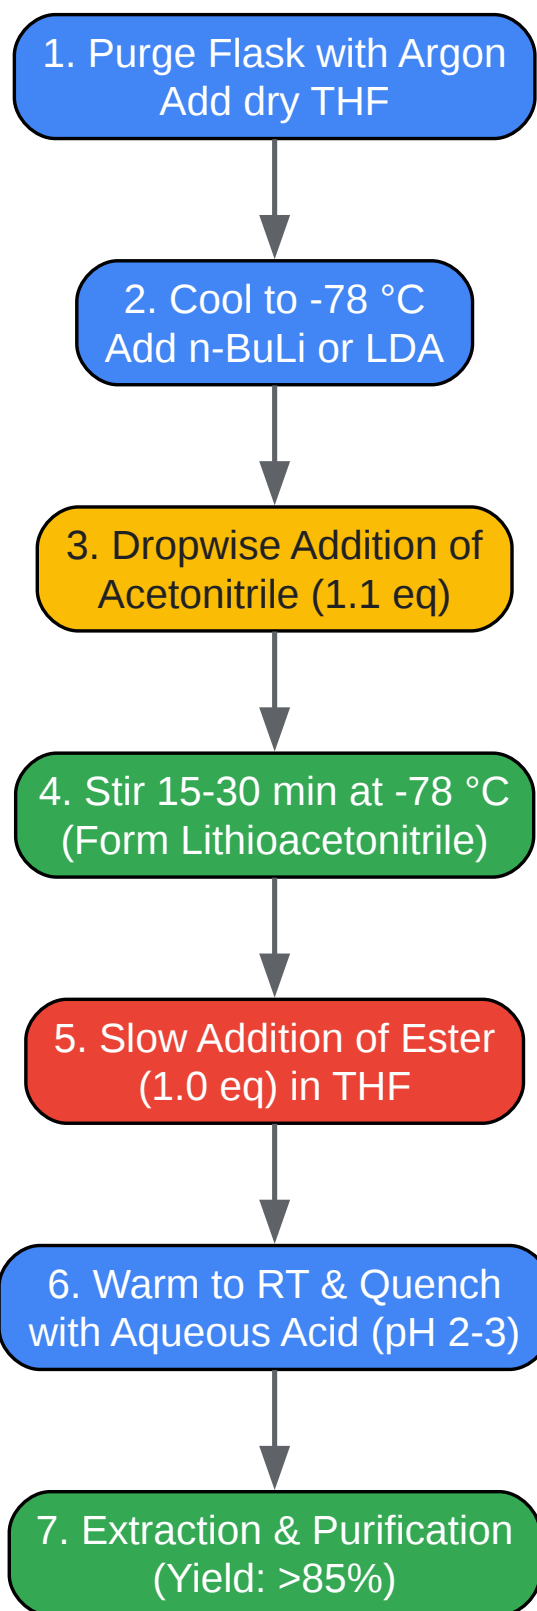 1. Purge Flask with Argon
Add dry THF
2. Cool to -78 °C
Add n-BuLi or LDA
3. Dropwise Addition of
Acetonitrile (1.1 eq)
4. Stir 15-30 min at -78 °C
(Form Lithioacetonitrile)
5. Slow Addition of Ester
(1.0 eq) in THF
6. Warm to RT & Quench
with Aqueous Acid (pH 2-3)
7. Extraction & Purification
(Yield: >85%)